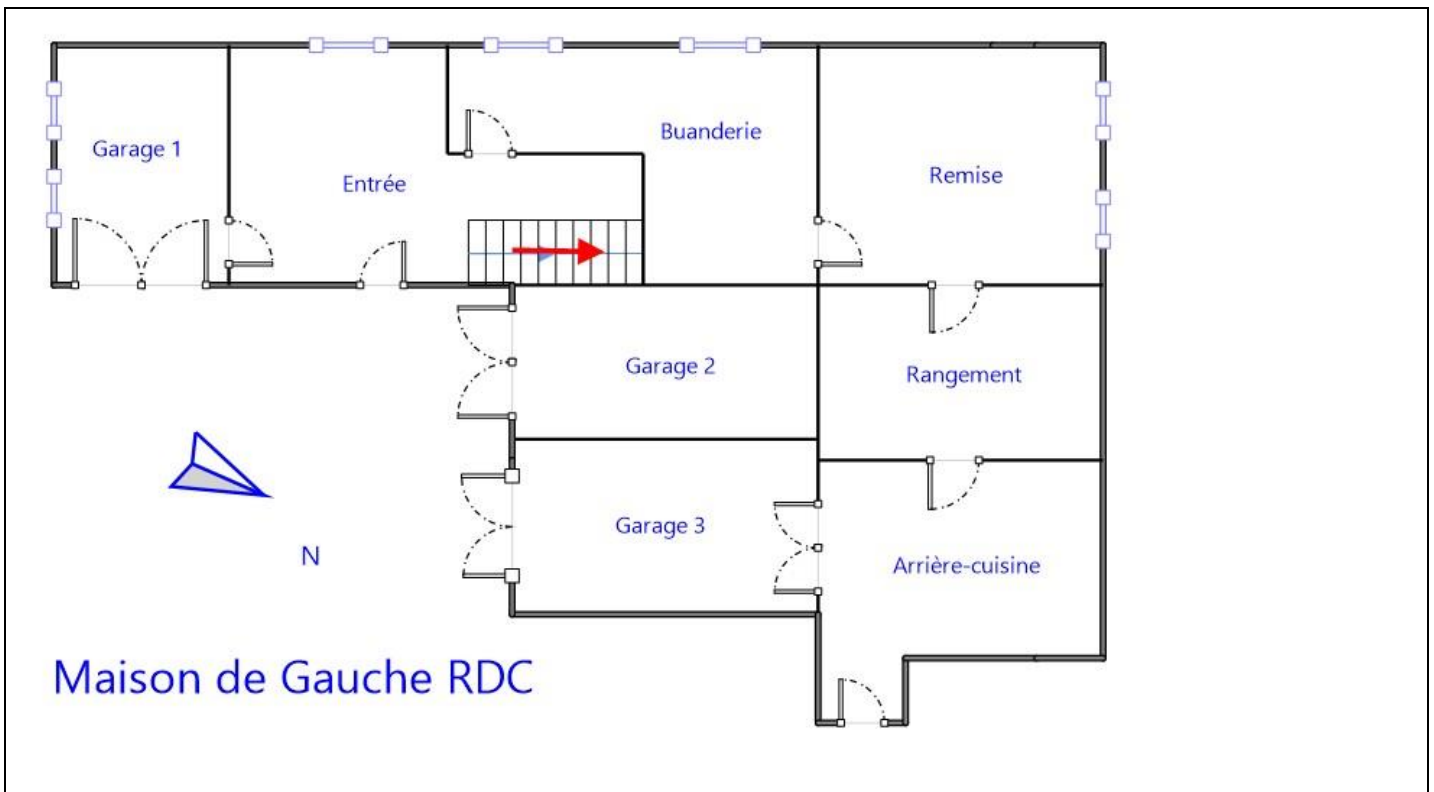 Garage 1
Entrée
Buanderie
Remise
Garage 2
Rangement
Garage 3
Arrière-cuisine
N
Maison de Gauche RDC